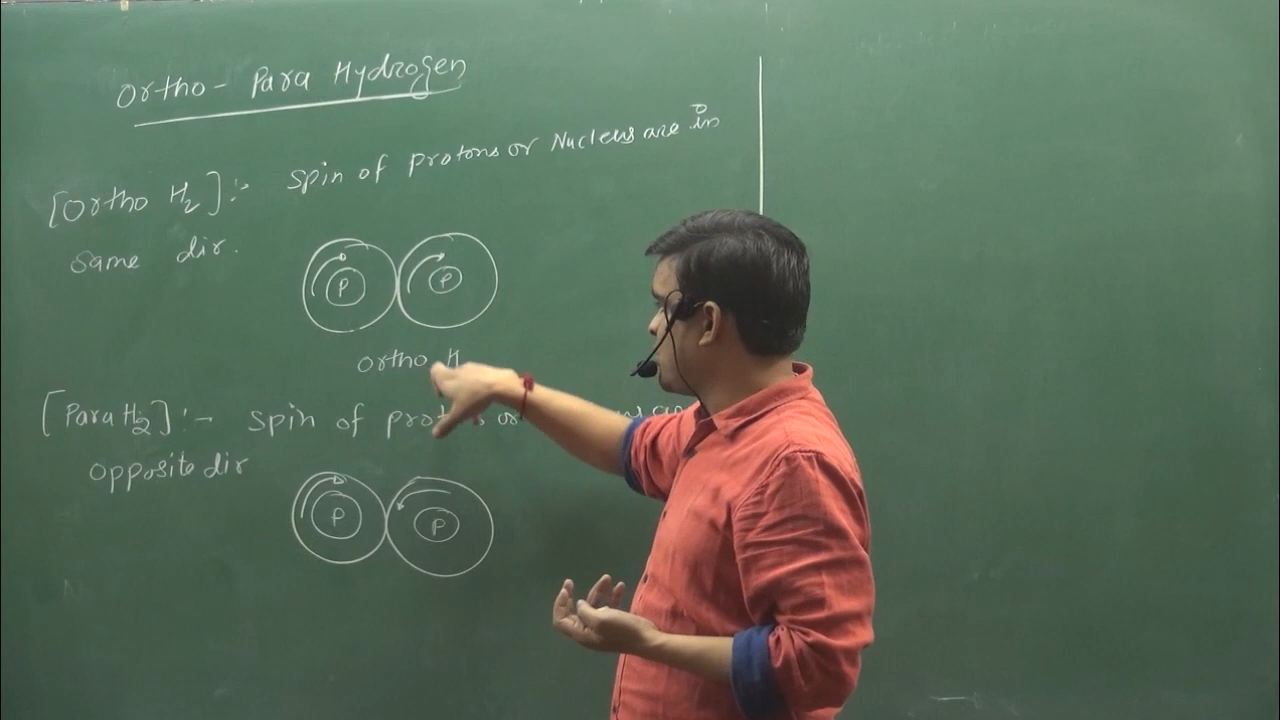 Ortho - Para Hydrogen
[Ortho H2] :- Spin of Protons or Nucleus are in
same dir.
P P
Ortho H
[Para H2] :- Spin of prot s or
opposite dir
P P